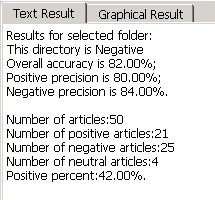 Text Result
Graphical Result
Results for selected folder:
This directory is Negative
Overall accuracy is 82.00%;
Positive precision is 80.00%;
Negative precision is 84.00%.
Number of articles:50
Number of positive articles:21
Number of negative articles:25
Number of neutral articles:4
Positive percent:42.00%.